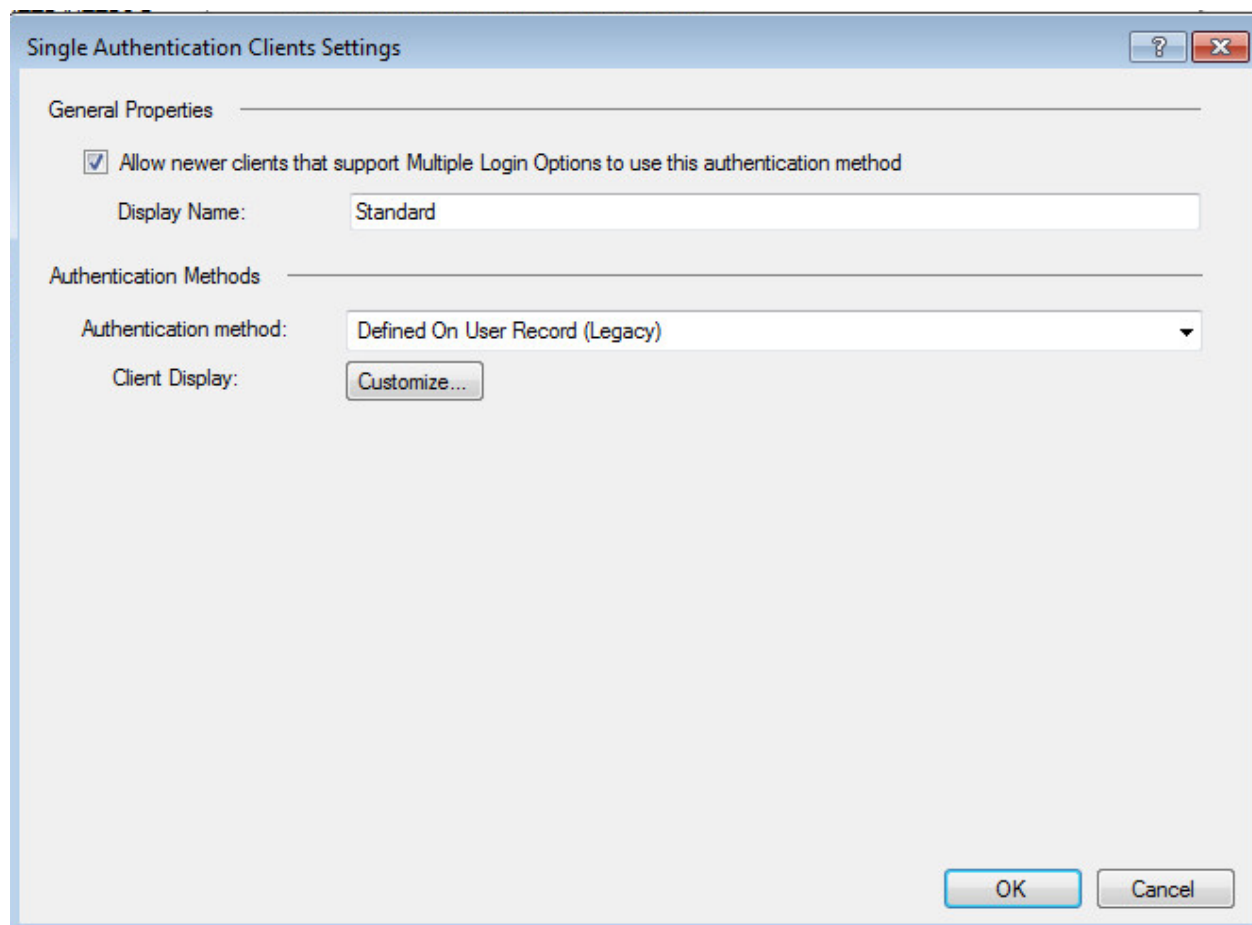 Single Authentication Clients Settings
General Properties
Allow newer clients that support Multiple Login Options to use this authentication method
Display Name: Standard
Authentication Methods
Authentication method: Defined On User Record (Legacy)
Client Display: Customize...
OK Cancel